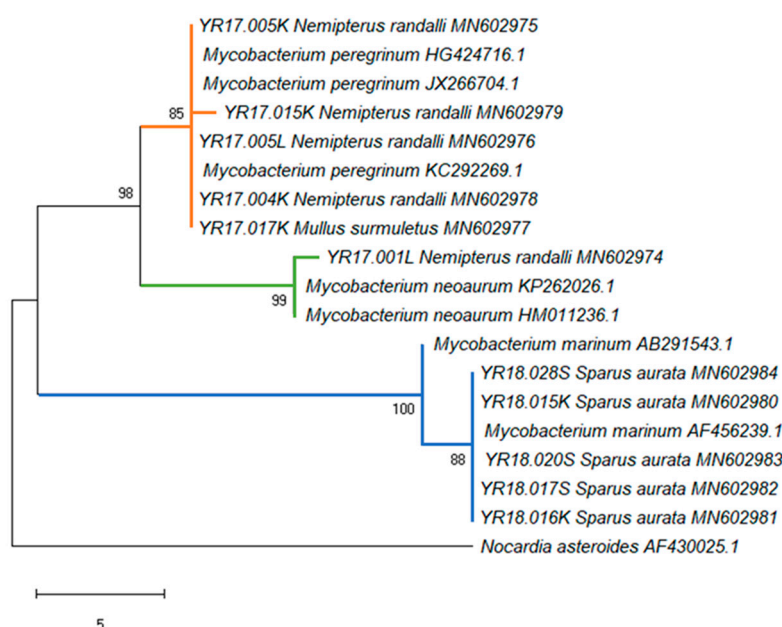 YR17.005K Nemipterus randalli MN602975
Mycobacterium peregrinum HG424716.1
Mycobacterium peregrinum JX266704.1
85
YR17.015K Nemipterus randalli MN602979
YR17.005L Nemipterus randalli MN602976
Mycobacterium peregrinum KC292269.1
98
YR17.004K Nemipterus randalli MN602978
YR17.017K Mullus surmuletus MN602977
YR17.001L Nemipterus randalli MN602974
Mycobacterium neoaurum KP262026.1
99
Mycobacterium neoaurum HM011236.1
Mycobacterium marinum AB291543.1
YR18.028S Sparus aurata MN602984
YR18.015K Sparus aurata MN602980
100
Mycobacterium marinum AF456239.1
88
YR18.020S Sparus aurata MN602983
YR18.017S Sparus aurata MN602982
YR18.016K Sparus aurata MN602981
Nocardia asteroides AF430025.1
5